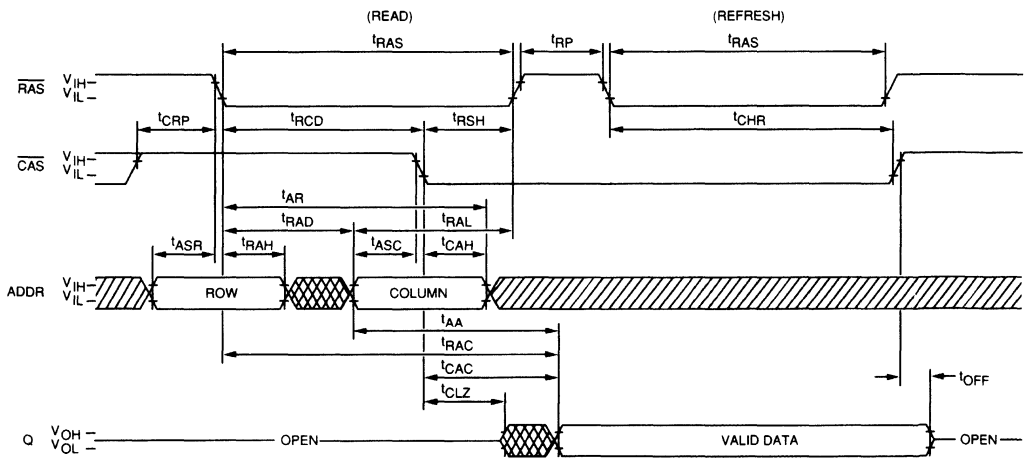 (READ) (REFRESH)
tRAS tRP tRAS
RAS VIH
VIL
tCRP tRCD tRSH tCHR
CAS VIH
VIL
tAR
tRAD tRAL
tASR tRAH tASC tCAH
ADDR VIH
VIL
ROW COLUMN
tAA
tRAC
tCAC
tCLZ tOFF
Q VOH
VOL
OPEN VALID DATA OPEN